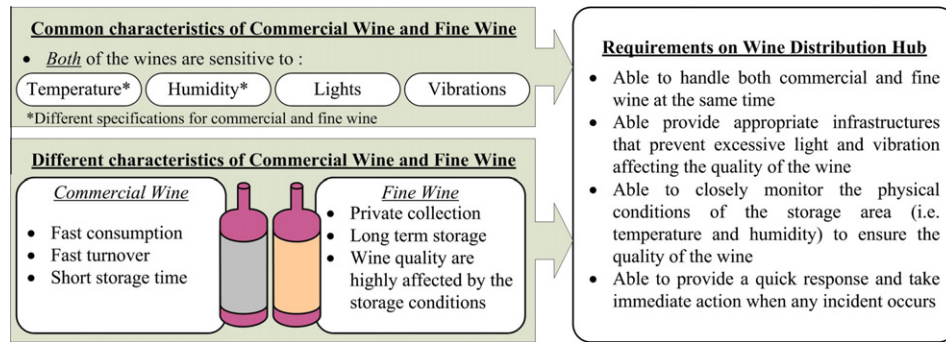 Common characteristics of Commercial Wine and Fine Wine
• Both of the wines are sensitive to :
Temperature* Humidity* Lights Vibrations
*Different specifications for commercial and fine wine
Different characteristics of Commercial Wine and Fine Wine
Commercial Wine
• Fast consumption
• Fast turnover
• Short storage time
Fine Wine
• Private collection
• Long term storage
• Wine quality are
highly affected by the
storage conditions
Requirements on Wine Distribution Hub
• Able to handle both commercial and fine
wine at the same time
• Able provide appropriate infrastructures
that prevent excessive light and vibration
affecting the quality of the wine
• Able to closely monitor the physical
conditions of the storage area (i.e.
temperature and humidity) to ensure the
quality of the wine
• Able to provide a quick response and take
immediate action when any incident occurs